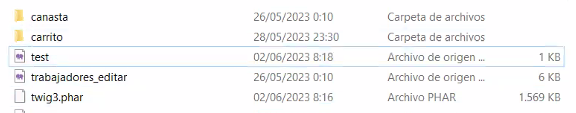 canasta 26/05/2023 0:10 Carpeta de archivos
carrito 28/05/2023 23:30 Carpeta de archivos
test 02/06/2023 8:18 Archivo de origen ... 1 KB
trabajadores_editar 26/05/2023 0:10 Archivo de origen ... 6 KB
twig3.phar 02/06/2023 8:16 Archivo PHAR 1.569 KB